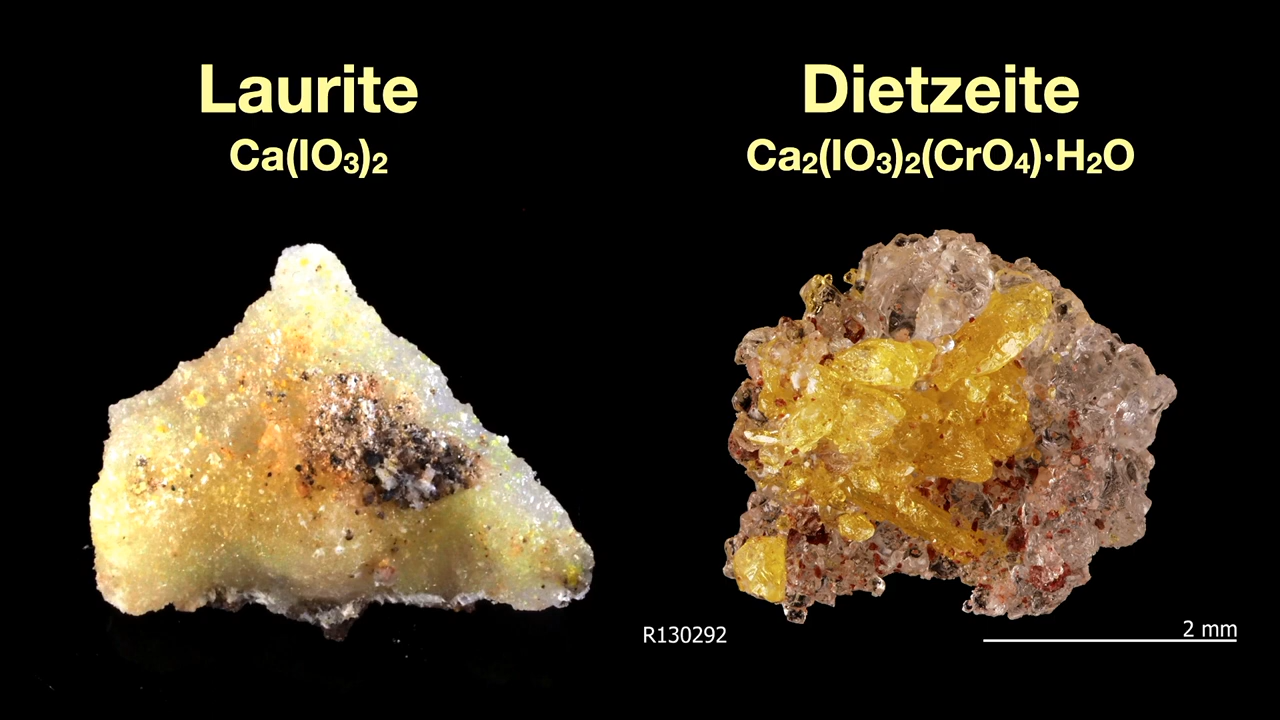 Laurite
Ca(IO₃)₂
Dietzeite
Ca₂(IO₃)₂(CrO₄)·H₂O
R130292
2 mm